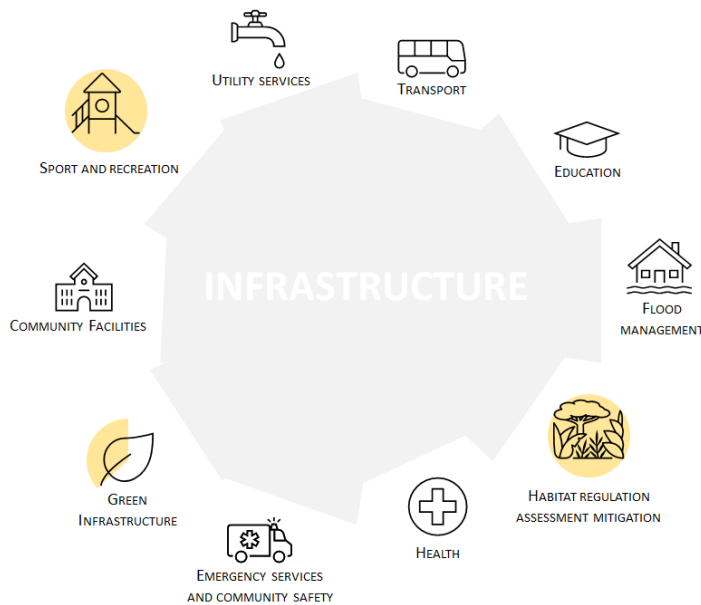 UTILITY SERVICES
TRANSPORT
SPORT AND RECREATION
EDUCATION
INFRASTRUCTURE
FLOOD
MANAGEMENT
COMMUNITY FACILITIES
HABITAT REGULATION
ASSESSMENT MITIGATION
GREEN
INFRASTRUCTURE
HEALTH
EMERGENCY SERVICES
AND COMMUNITY SAFETY